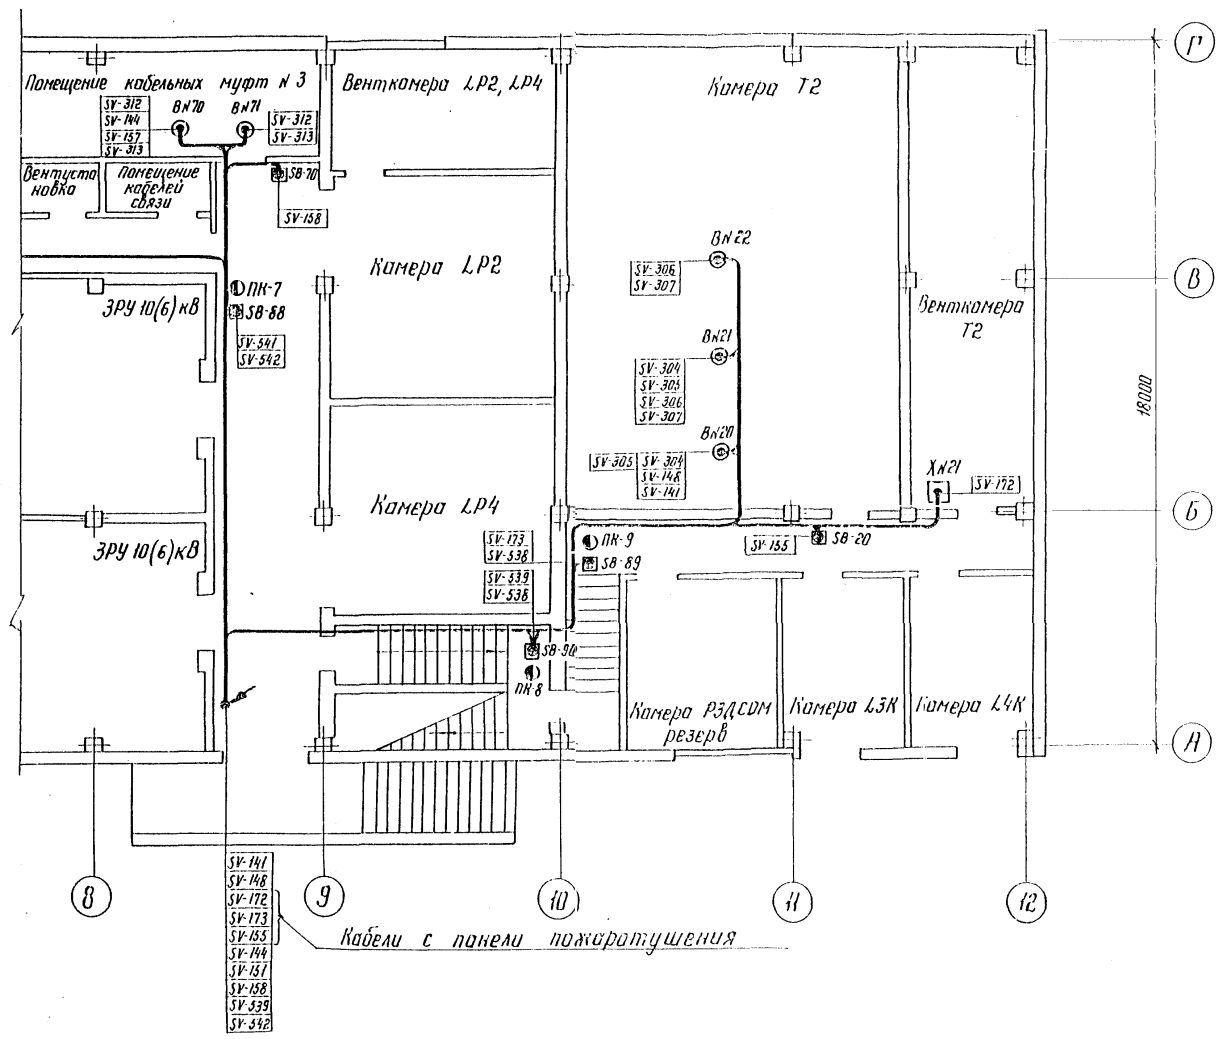 Г
Помещение кабельных муфт N 3
Венткамера LP2, LP4
Камера Т2
SV-312
SV-144
SV-157
SV-313
BN70
BN71
SV-312
SV-313
Вентуста
новка
Помещение
кабелей
связи
SB-70
SV-158
Камера LP2
BN22
SV-306
SV-307
В
ПК-7
ЗРУ 10(6) кВ
SB-88
SV-541
SV-542
Венткамера
Т2
BN21
SV-304
SV-305
SV-306
SV-307
18000
BN20
SV-305
SV-304
SV-148
SV-141
XN21
SV-172
Камера LP4
Б
ЗРУ 10(6) кВ
SV-173
SV-538
ПК-9
SB-89
SV-155
SB-20
SV-539
SV-538
SB-90
ПК-8
Камера РЗДСОМ
резерв
Камера L3K
Камера L4K
А
8
9
10
11
12
SV-141
SV-148
SV-172
SV-173
SV-155
SV-144
SV-151
SV-158
SV-539
SV-542
Кабели с панели пожаратушения